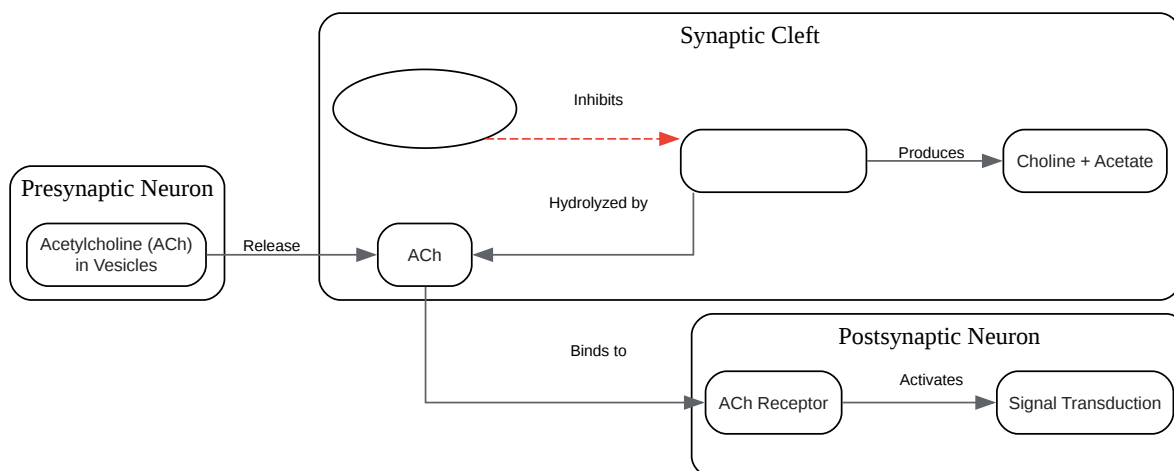 Synaptic Cleft
Inhibits
Produces
Choline + Acetate
Presynaptic Neuron
Hydrolyzed by
Acetylcholine (ACh)
in Vesicles
Release
ACh
Postsynaptic Neuron
Binds to
ACh Receptor
Activates
Signal Transduction